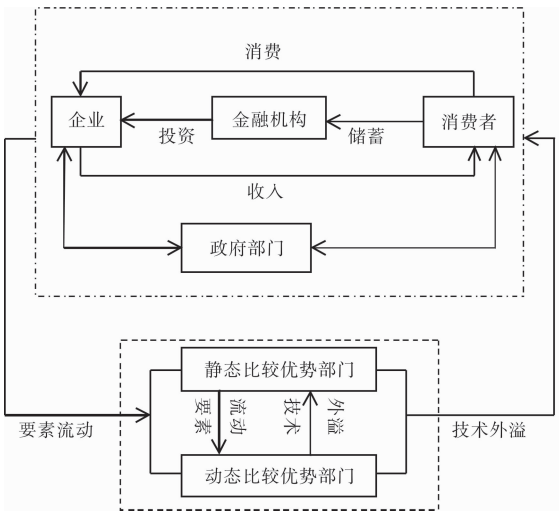 消费
企业
金融机构
消费者
投资
储蓄
收入
政府部门
静态比较优势部门
要素
流动
技术
外溢
要素流动
技术外溢
动态比较优势部门